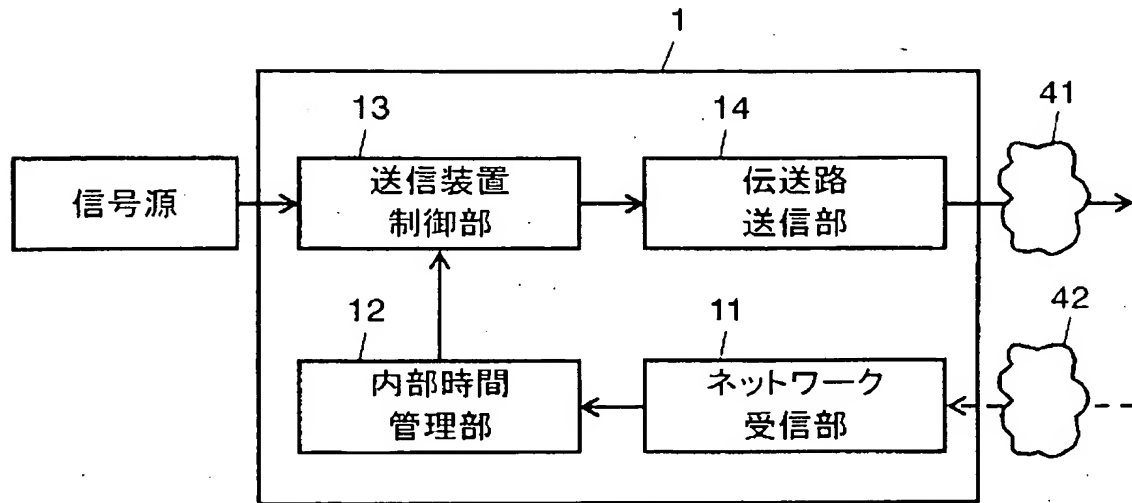 1
13
14
41
信号源
送信装置
制御部
伝送路
送信部
12
11
42
内部時間
管理部
ネットワーク
受信部